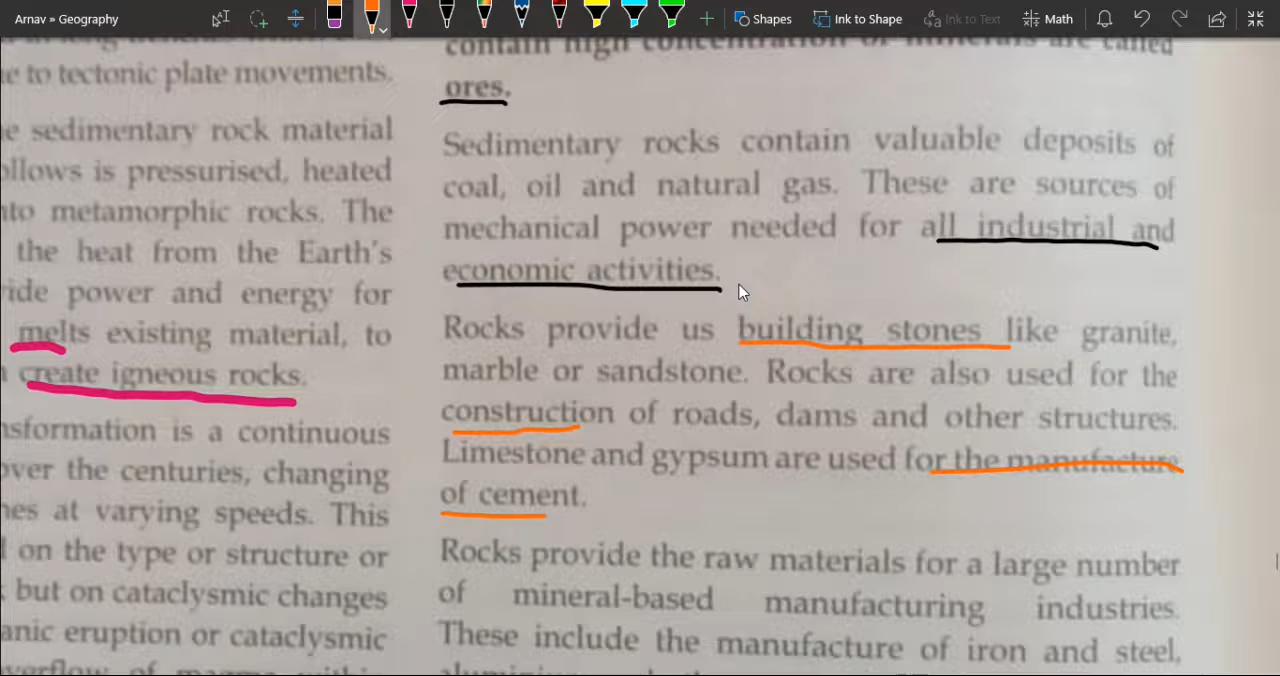 Arnav » Geography
Shapes
Ink to Shape
Ink to Text
Math
to tectonic plate movements.
sedimentary rock material
is pressurised, heated
metamorphic rocks. The
the heat from the Earth's
power and energy for
melts existing material, to
create igneous rocks.
is a continuous
over the centuries, changing
at varying speeds. This
on the type or structure or
but on cataclysmic changes
eruption or cataclysmic
of magma
contain high concentration of minerals are called
ores.
Sedimentary rocks contain valuable deposits of
coal, oil and natural gas. These are sources of
mechanical power needed for all industrial and
economic activities.
Rocks provide us building stones like granite,
marble or sandstone. Rocks are also used for the
construction of roads, dams and other structures.
Limestone and gypsum are used for the manufacture
of cement.
Rocks provide the raw materials for a large number
of mineral-based manufacturing industries.
These include the manufacture of iron and steel,